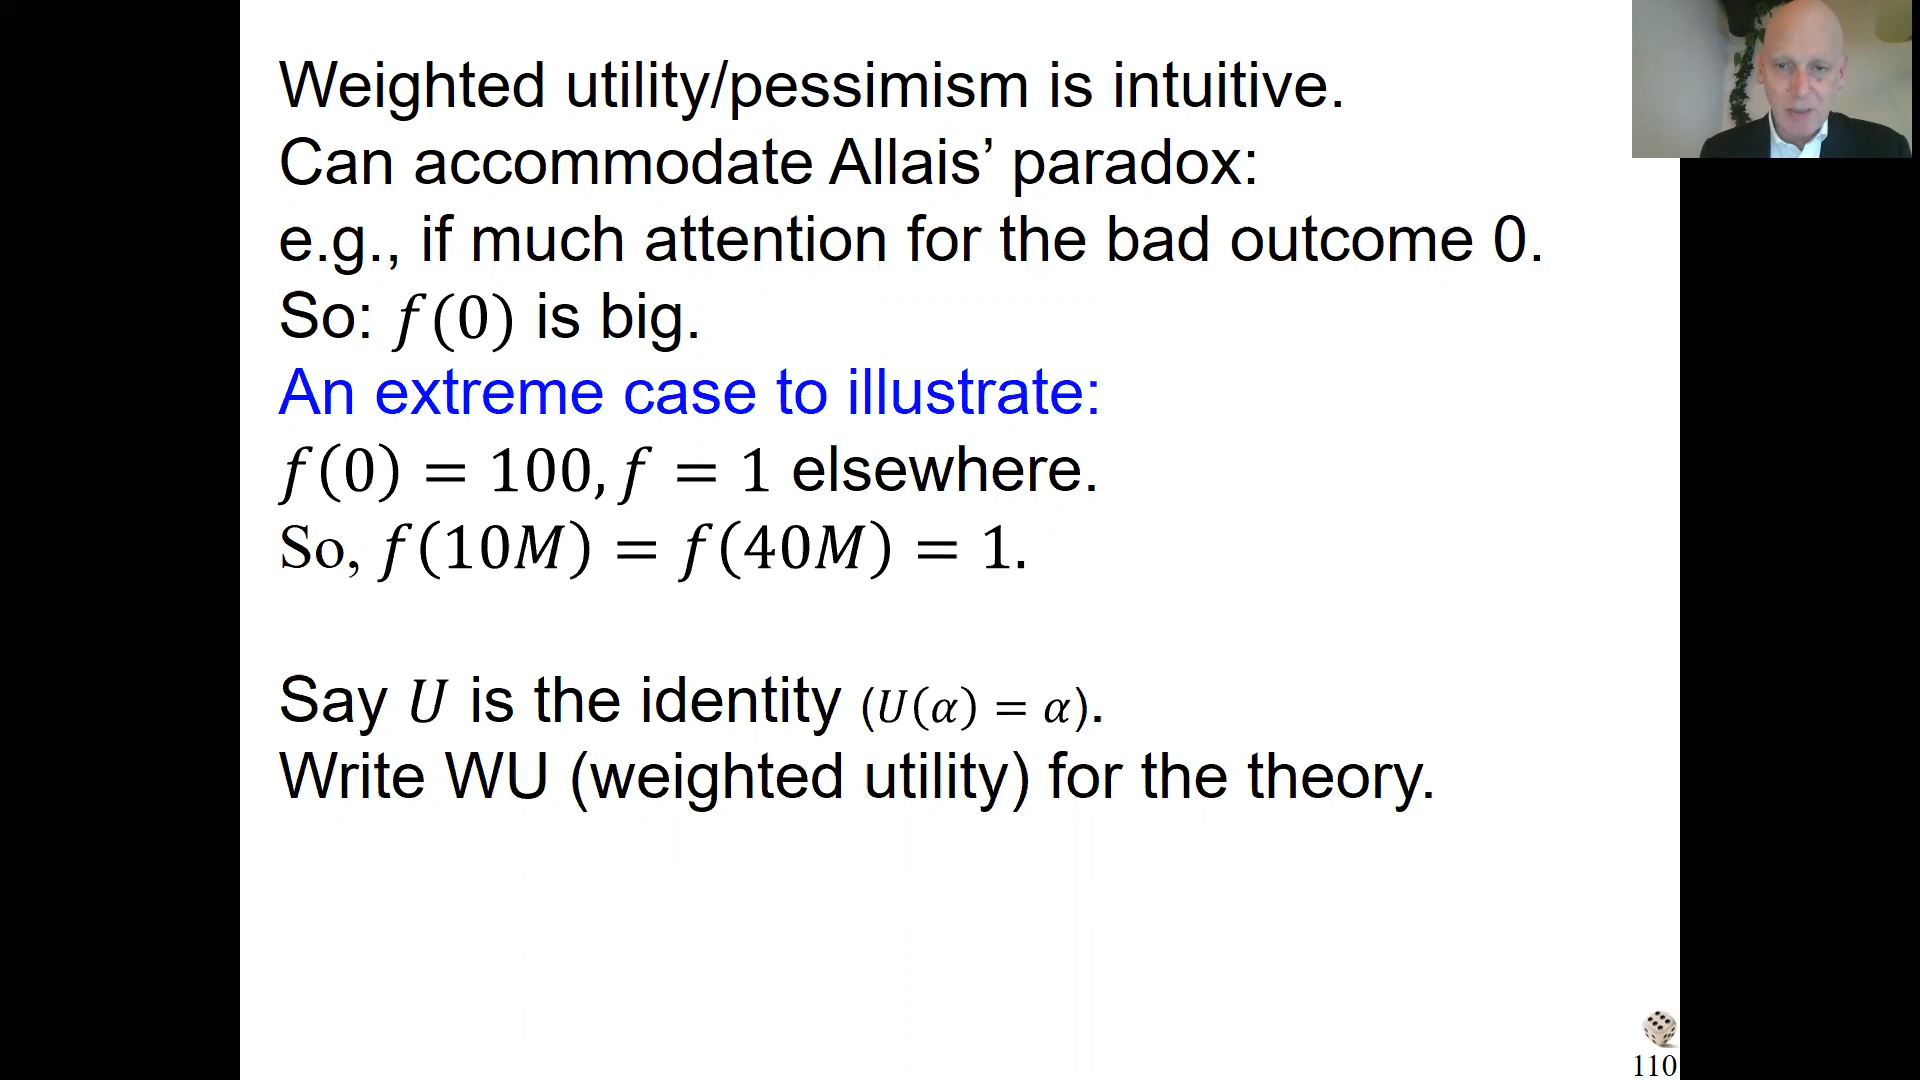 Weighted utility/pessimism is intuitive.
Can accommodate Allais’ paradox:
e.g., if much attention for the bad outcome 0.
So: 𝑓(0) is big.
An extreme case to illustrate:
𝑓(0) = 100, 𝑓 = 1 elsewhere.
So, 𝑓(10𝑀) = 𝑓(40𝑀) = 1.
Say 𝑈 is the identity (𝑈(𝛼) = 𝛼).
Write WU (weighted utility) for the theory.
110